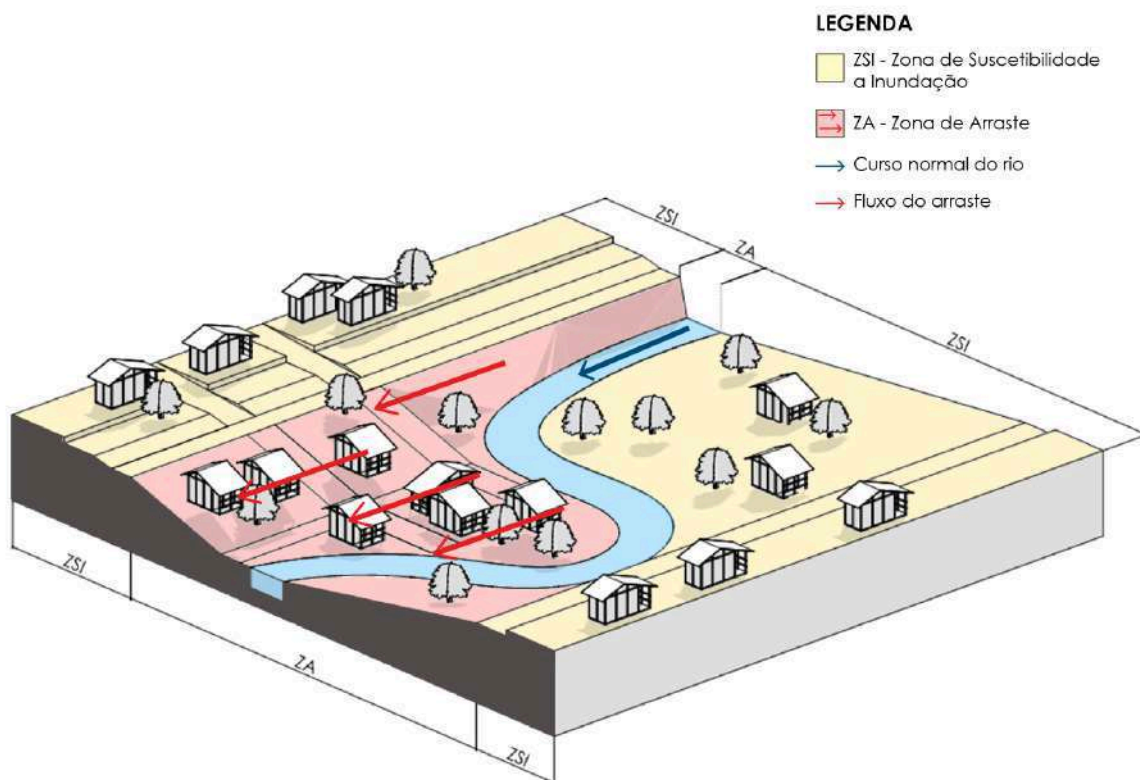 LEGENDA
ZSI - Zona de Suscetibilidade
a Inundação
ZA - Zona de Arraste
Curso normal do rio
Fluxo do arraste
ZSI
ZA
ZSI
ZSI
ZA
ZSI